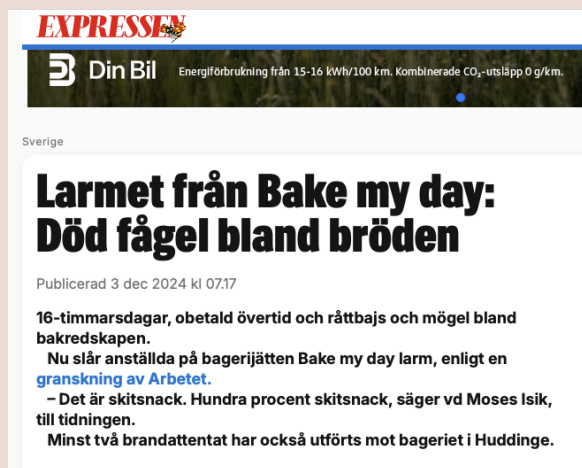 EXPRESSEN
Din Bil
Energiförbrukning från 15-16 kWh/100 km. Kombinerade CO₂-utsläpp 0 g/km.
Sverige
Larmet från Bake my day:
Död fågel bland bröden
Publicerad 3 dec 2024 kl 07.17
16-timmarsdagar, obetald övertid och råttbajs och mögel bland
bakredskapen.
Nu slår anställda på bagerijätten Bake my day larm, enligt en
granskning av Arbetet.
– Det är skitsnack. Hundra procent skitsnack, säger vd Moses Isik,
till tidningen.
Minst två brandattentat har också utförts mot bageriet i Huddinge.